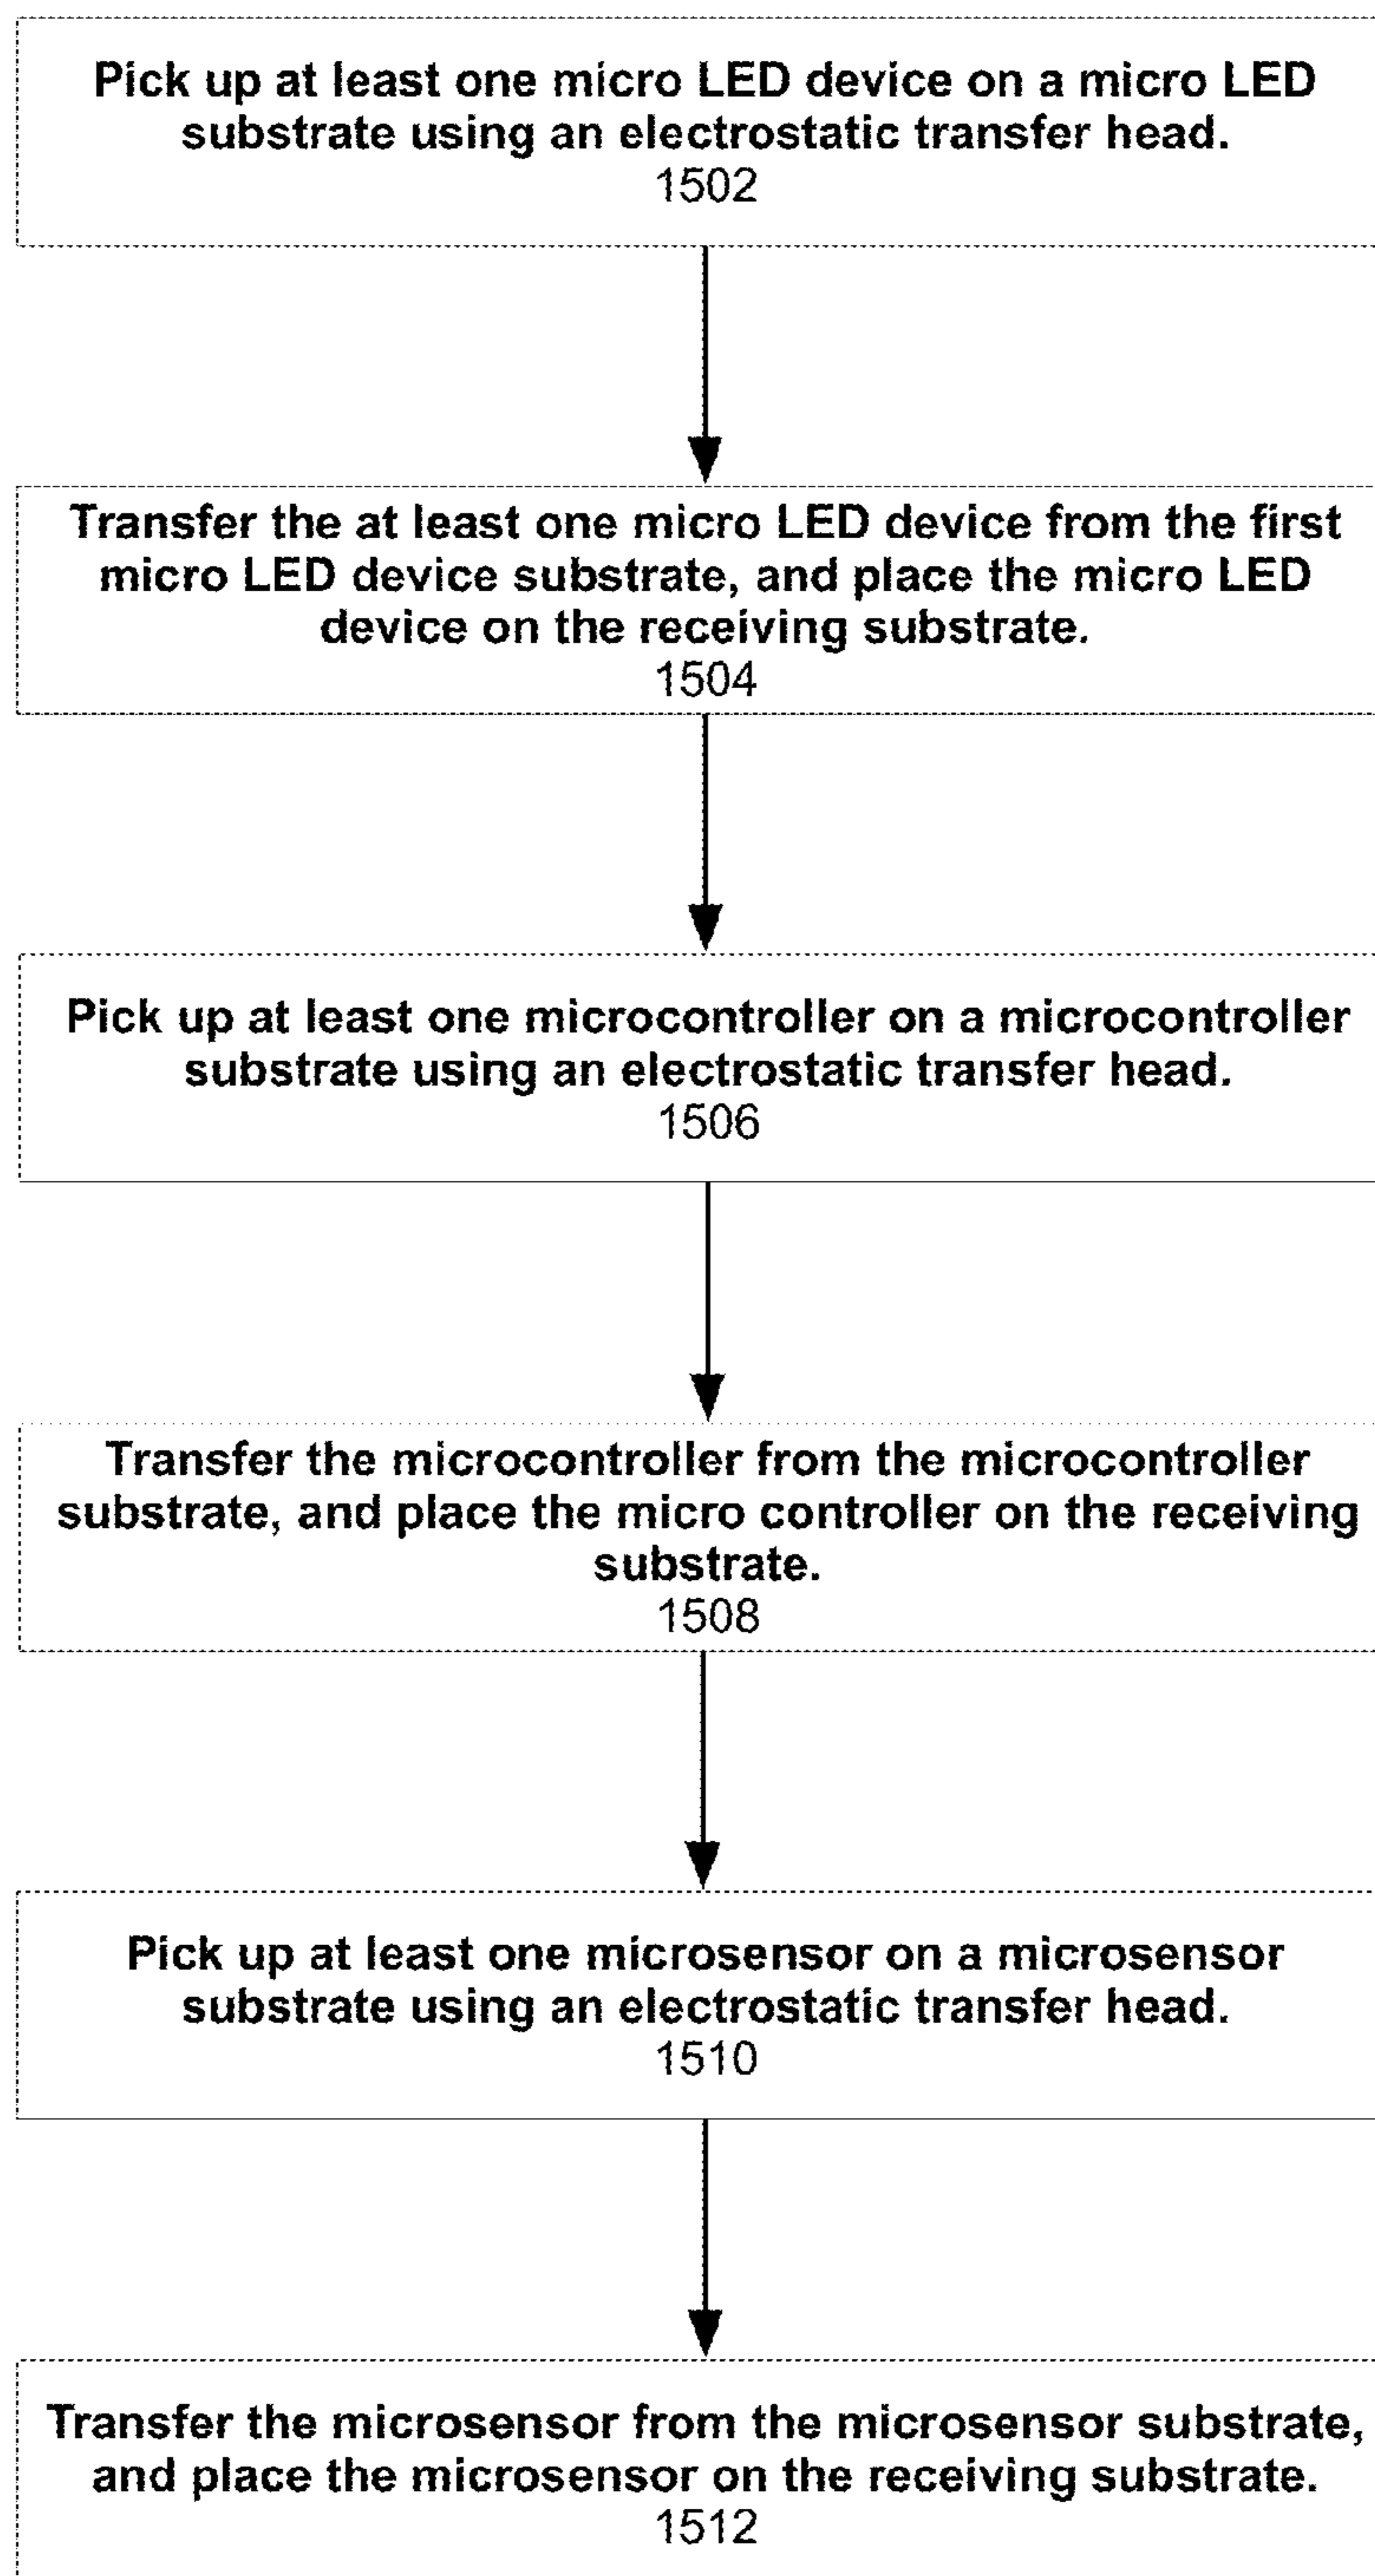 Pick up at least one micro LED device on a micro LED
substrate using an electrostatic transfer head.
1502
Transfer the at least one micro LED device from the first
micro LED device substrate, and place the micro LED
device on the receiving substrate.
1504
Pick up at least one microcontroller on a microcontroller
substrate using an electrostatic transfer head.
1506
Transfer the microcontroller from the microcontroller
substrate, and place the micro controller on the receiving
substrate.
1508
Pick up at least one microsensor on a microsensor
substrate using an electrostatic transfer head.
1510
Transfer the microsensor from the microsensor substrate,
and place the microsensor on the receiving substrate.
1512